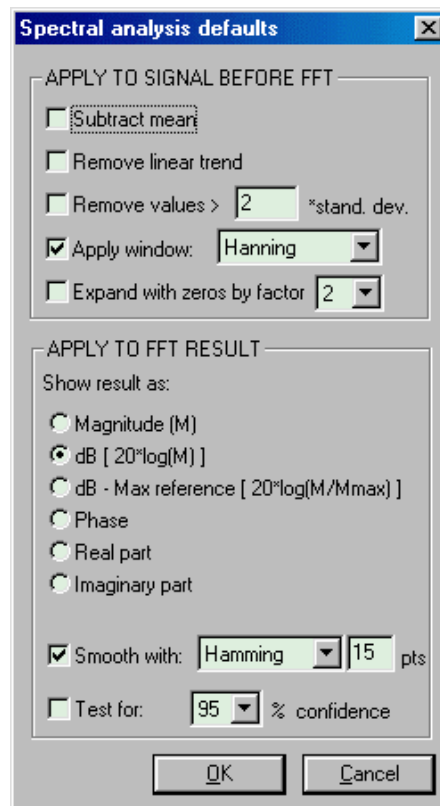 Spectral analysis defaults
APPLY TO SIGNAL BEFORE FFT
Subtract mean
Remove linear trend
Remove values > 2 *stand. dev.
Apply window: Hanning
Expand with zeros by factor 2
APPLY TO FFT RESULT
Show result as:
Magnitude (M)
dB [ 20*log(M) ]
dB - Max reference [ 20*log(M/Mmax) ]
Phase
Real part
Imaginary part
Smooth with: Hamming 15 pts
Test for: 95 % confidence
OK Cancel